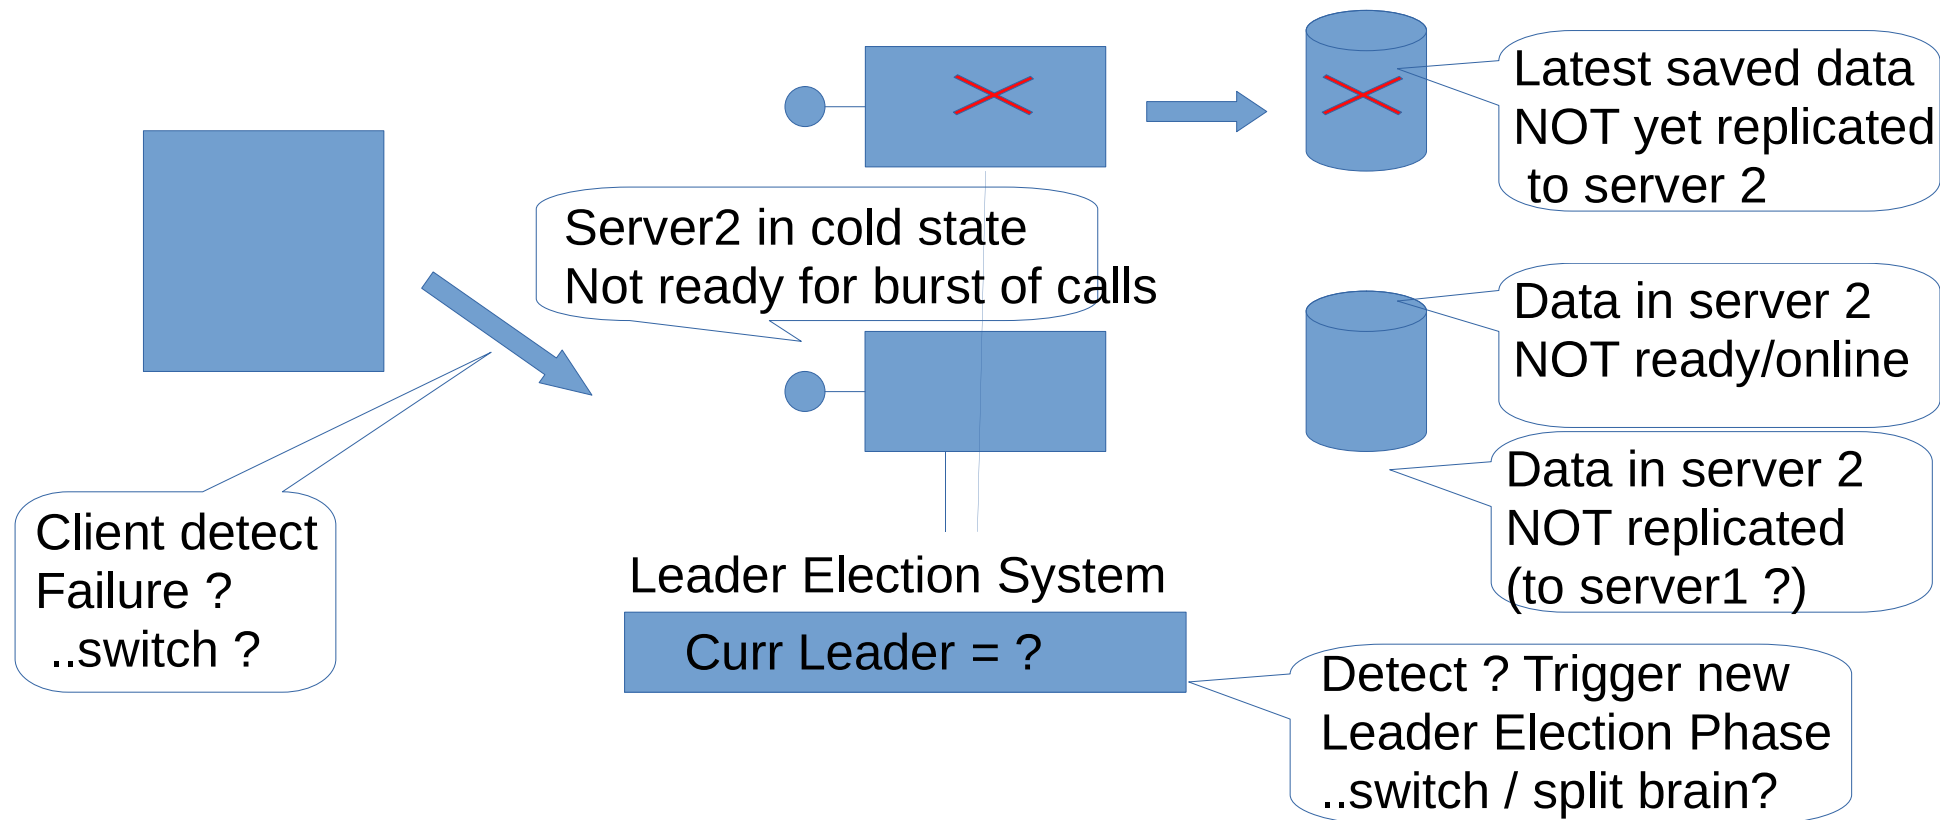 Latest saved data
NOT yet replicated
to server 2
Server2 in cold state
Not ready for burst of calls
Data in server 2
NOT ready/online
Data in server 2
NOT replicated
(to server1 ?)
Client detect
Failure ?
..switch ?
Leader Election System
Curr Leader = ?
Detect ? Trigger new
Leader Election Phase
..switch / split brain?